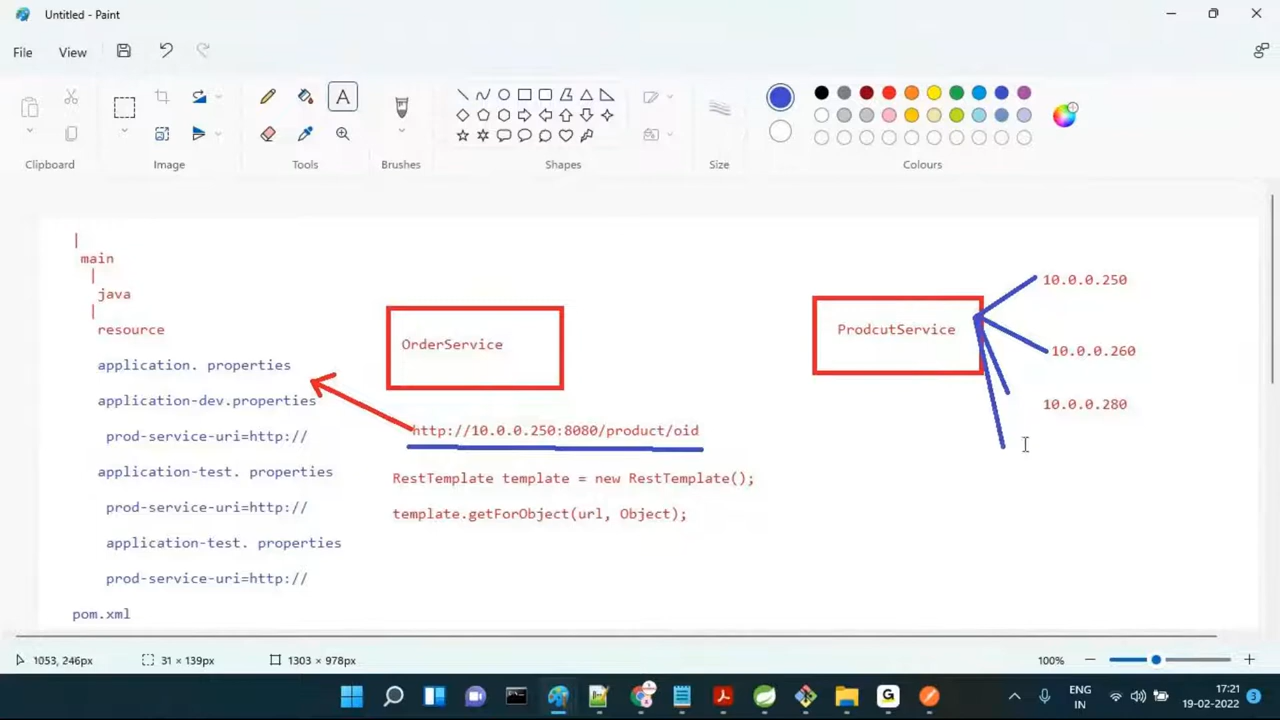 Untitled - Paint
File
View
Clipboard
Image
Tools
Brushes
Shapes
Size
Colours
A
|
main
|
java
|
resource
application. properties
application-dev.properties
prod-service-uri=http://
application-test. properties
prod-service-uri=http://
application-test. properties
prod-service-uri=http://
pom.xml
OrderService
http://10.0.0.250:8080/product/oid
RestTemplate template = new RestTemplate();
template.getForObject(url, Object);
ProdcutService
10.0.0.250
10.0.0.260
10.0.0.280
1053, 246px
31 × 139px
1303 × 978px
100%
ENG
IN
17:21
19-02-2022
3